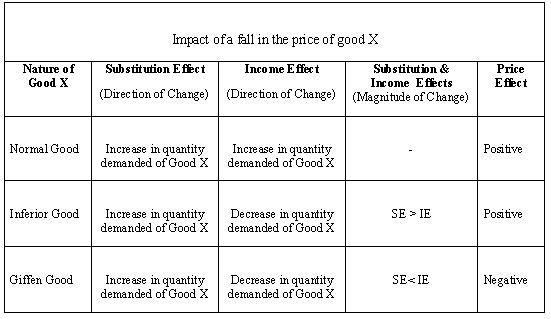 Impact of a fall in the price of good X
Nature of
Good X
Substitution Effect
(Direction of Change)
Income Effect
(Direction of Change)
Substitution &
Income Effects
(Magnitude of Change)
Price
Effect
Normal Good
Increase in quantity
demanded of Good X
Increase in quantity
demanded of Good X
-
Positive
Inferior Good
Increase in quantity
demanded of Good X
Decrease in quantity
demanded of Good X
SE > IE
Positive
Giffen Good
Increase in quantity
demanded of Good X
Decrease in quantity
demanded of Good X
SE< IE
Negative